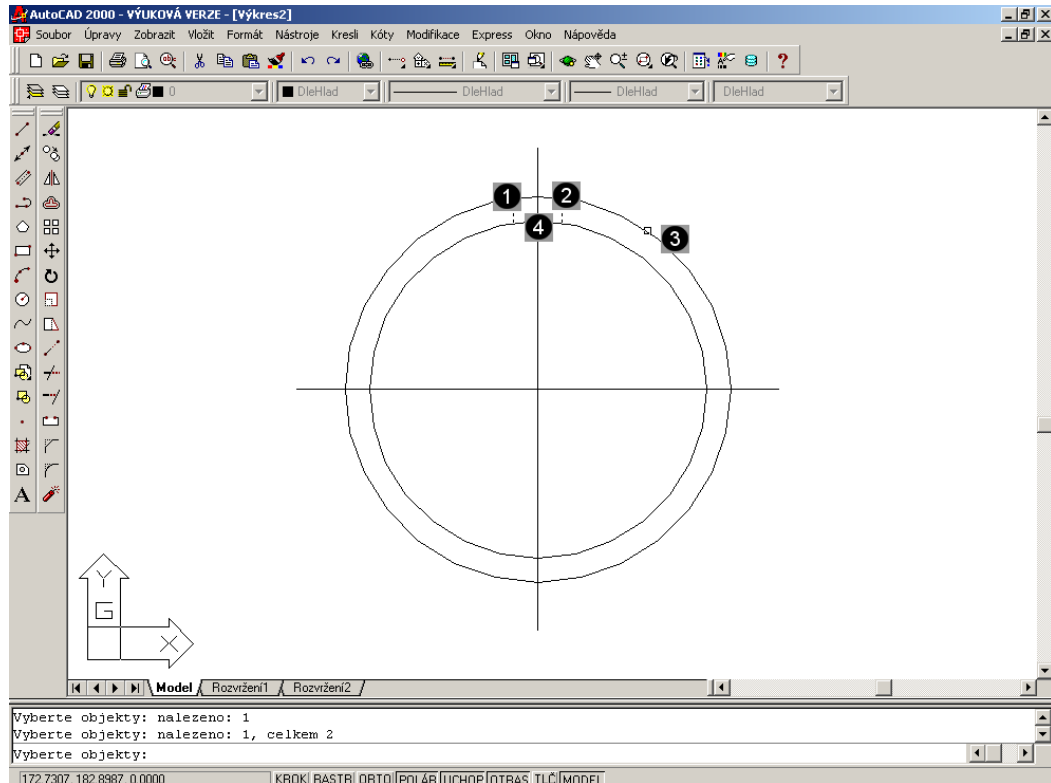 AutoCAD 2000 - VÝUKOVÁ VERZE - [Výkres2]
Soubor Úpravy Zobrazit Vložit Formát Nástroje Kresli Kóty Modifikace Express Okno Nápověda
0 DleHlad DleHlad DleHlad DleHlad
1 2
4
3
Y
G
X
Model Rozvržení1 Rozvržení2
Vyberte objekty: nalezeno: 1
Vyberte objekty: nalezeno: 1, celkem 2
Vyberte objekty:
172.7307, 182.8987, 0.0000 KROK RASTR ORTO POLÁR UCHOP OTRAS TLČ MODEL